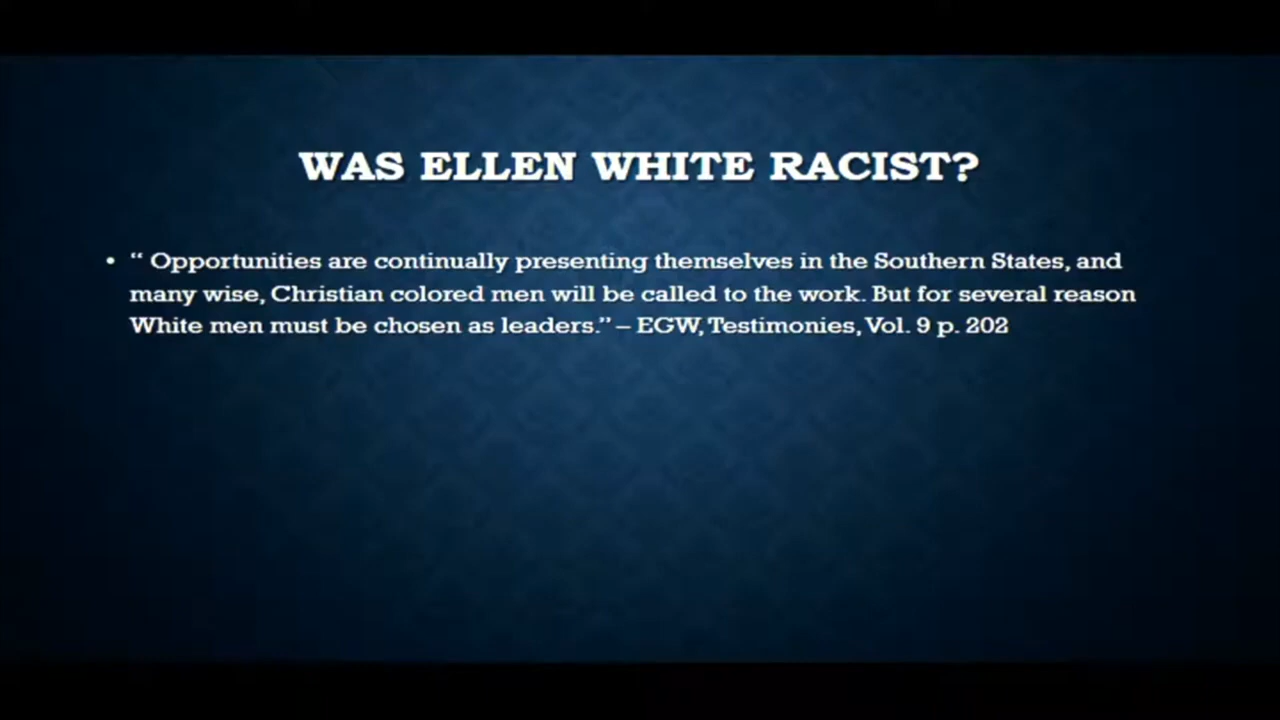 WAS ELLEN WHITE RACIST?
• “ Opportunities are continually presenting themselves in the Southern States, and
many wise, Christian colored men will be called to the work. But for several reason
White men must be chosen as leaders.” – EGW, Testimonies, Vol. 9 p. 202